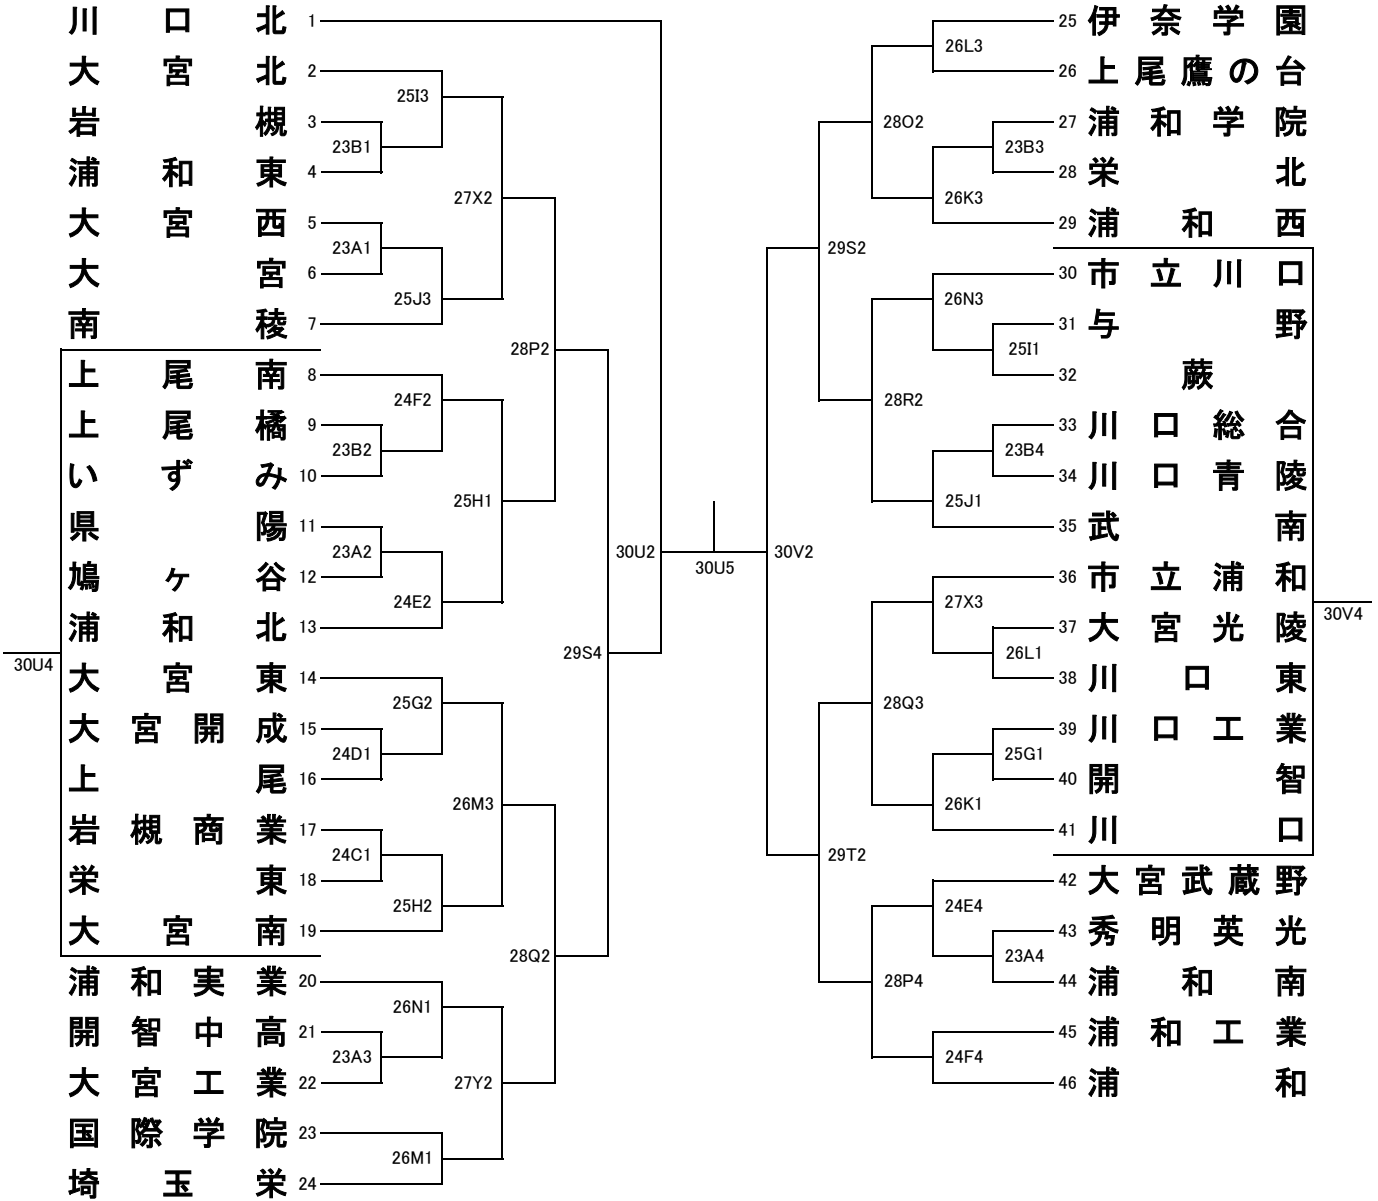 川口北 1
大宮北 2
25I3
岩槻 3
23B1
浦和東 4
27X2
大宮西 5
23A1
大宮 6
25J3
南稜 7
28P2
上尾南 8
24F2
上尾橘 9
23B2
いずみ 10
25H1
県陽 11
23A2
30U2
鳩ヶ谷 12
24E2
浦和北 13
29S4
30U4
大宮東 14
25G2
大宮開成 15
24D1
上尾 16
26M3
岩槻商業 17
24C1
栄東 18
25H2
大宮南 19
28Q2
浦和実業 20
26N1
開智中高 21
23A3
大宮工業 22
27Y2
国際学院 23
26M1
埼玉栄 24
30U5
25 伊奈学園
26L3
26 上尾鷹の台
28O2
27 浦和学院
23B3
28 栄北
26K3
29 浦和西
29S2
30 市立川口
26N3
31 与野
25I1
32 蕨
28R2
33 川口総合
23B4
34 川口青陵
25J1
35 武南
30V2
36 市立浦和
27X3
30V4
37 大宮光陵
26L1
38 川口東
28Q3
39 川口工業
25G1
40 開智
26K1
41 川口
29T2
42 大宮武蔵野
24E4
43 秀明英光
23A4
44 浦和南
28P4
45 浦和工業
24F4
46 浦和